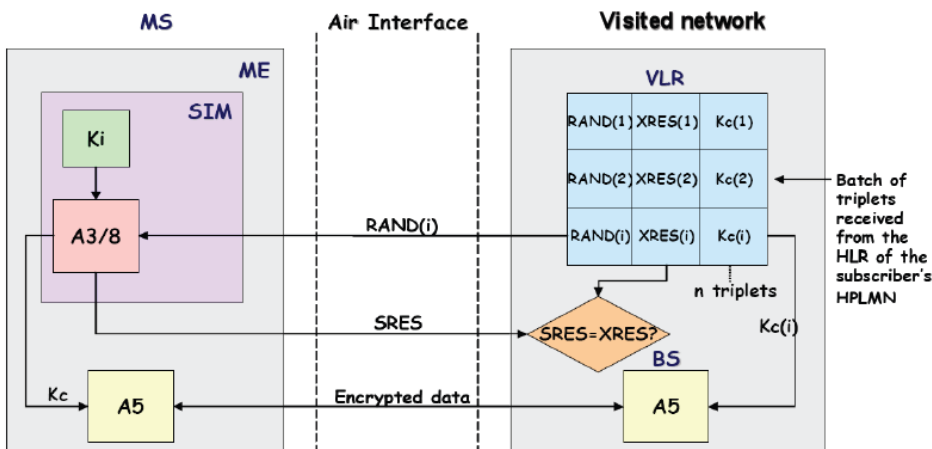 MS
Air Interface
Visited network
ME
SIM
Ki
A3/8
VLR
RAND(1) XRES(1) Kc(1)
RAND(2) XRES(2) Kc(2)
RAND(i) XRES(i) Kc(i)
Batch of
triplets
received
from the
HLR of the
subscriber's
HPLMN
RAND(i)
n triplets
SRES
SRES=XRES?
Kc(i)
BS
Kc
A5
Encrypted data
A5